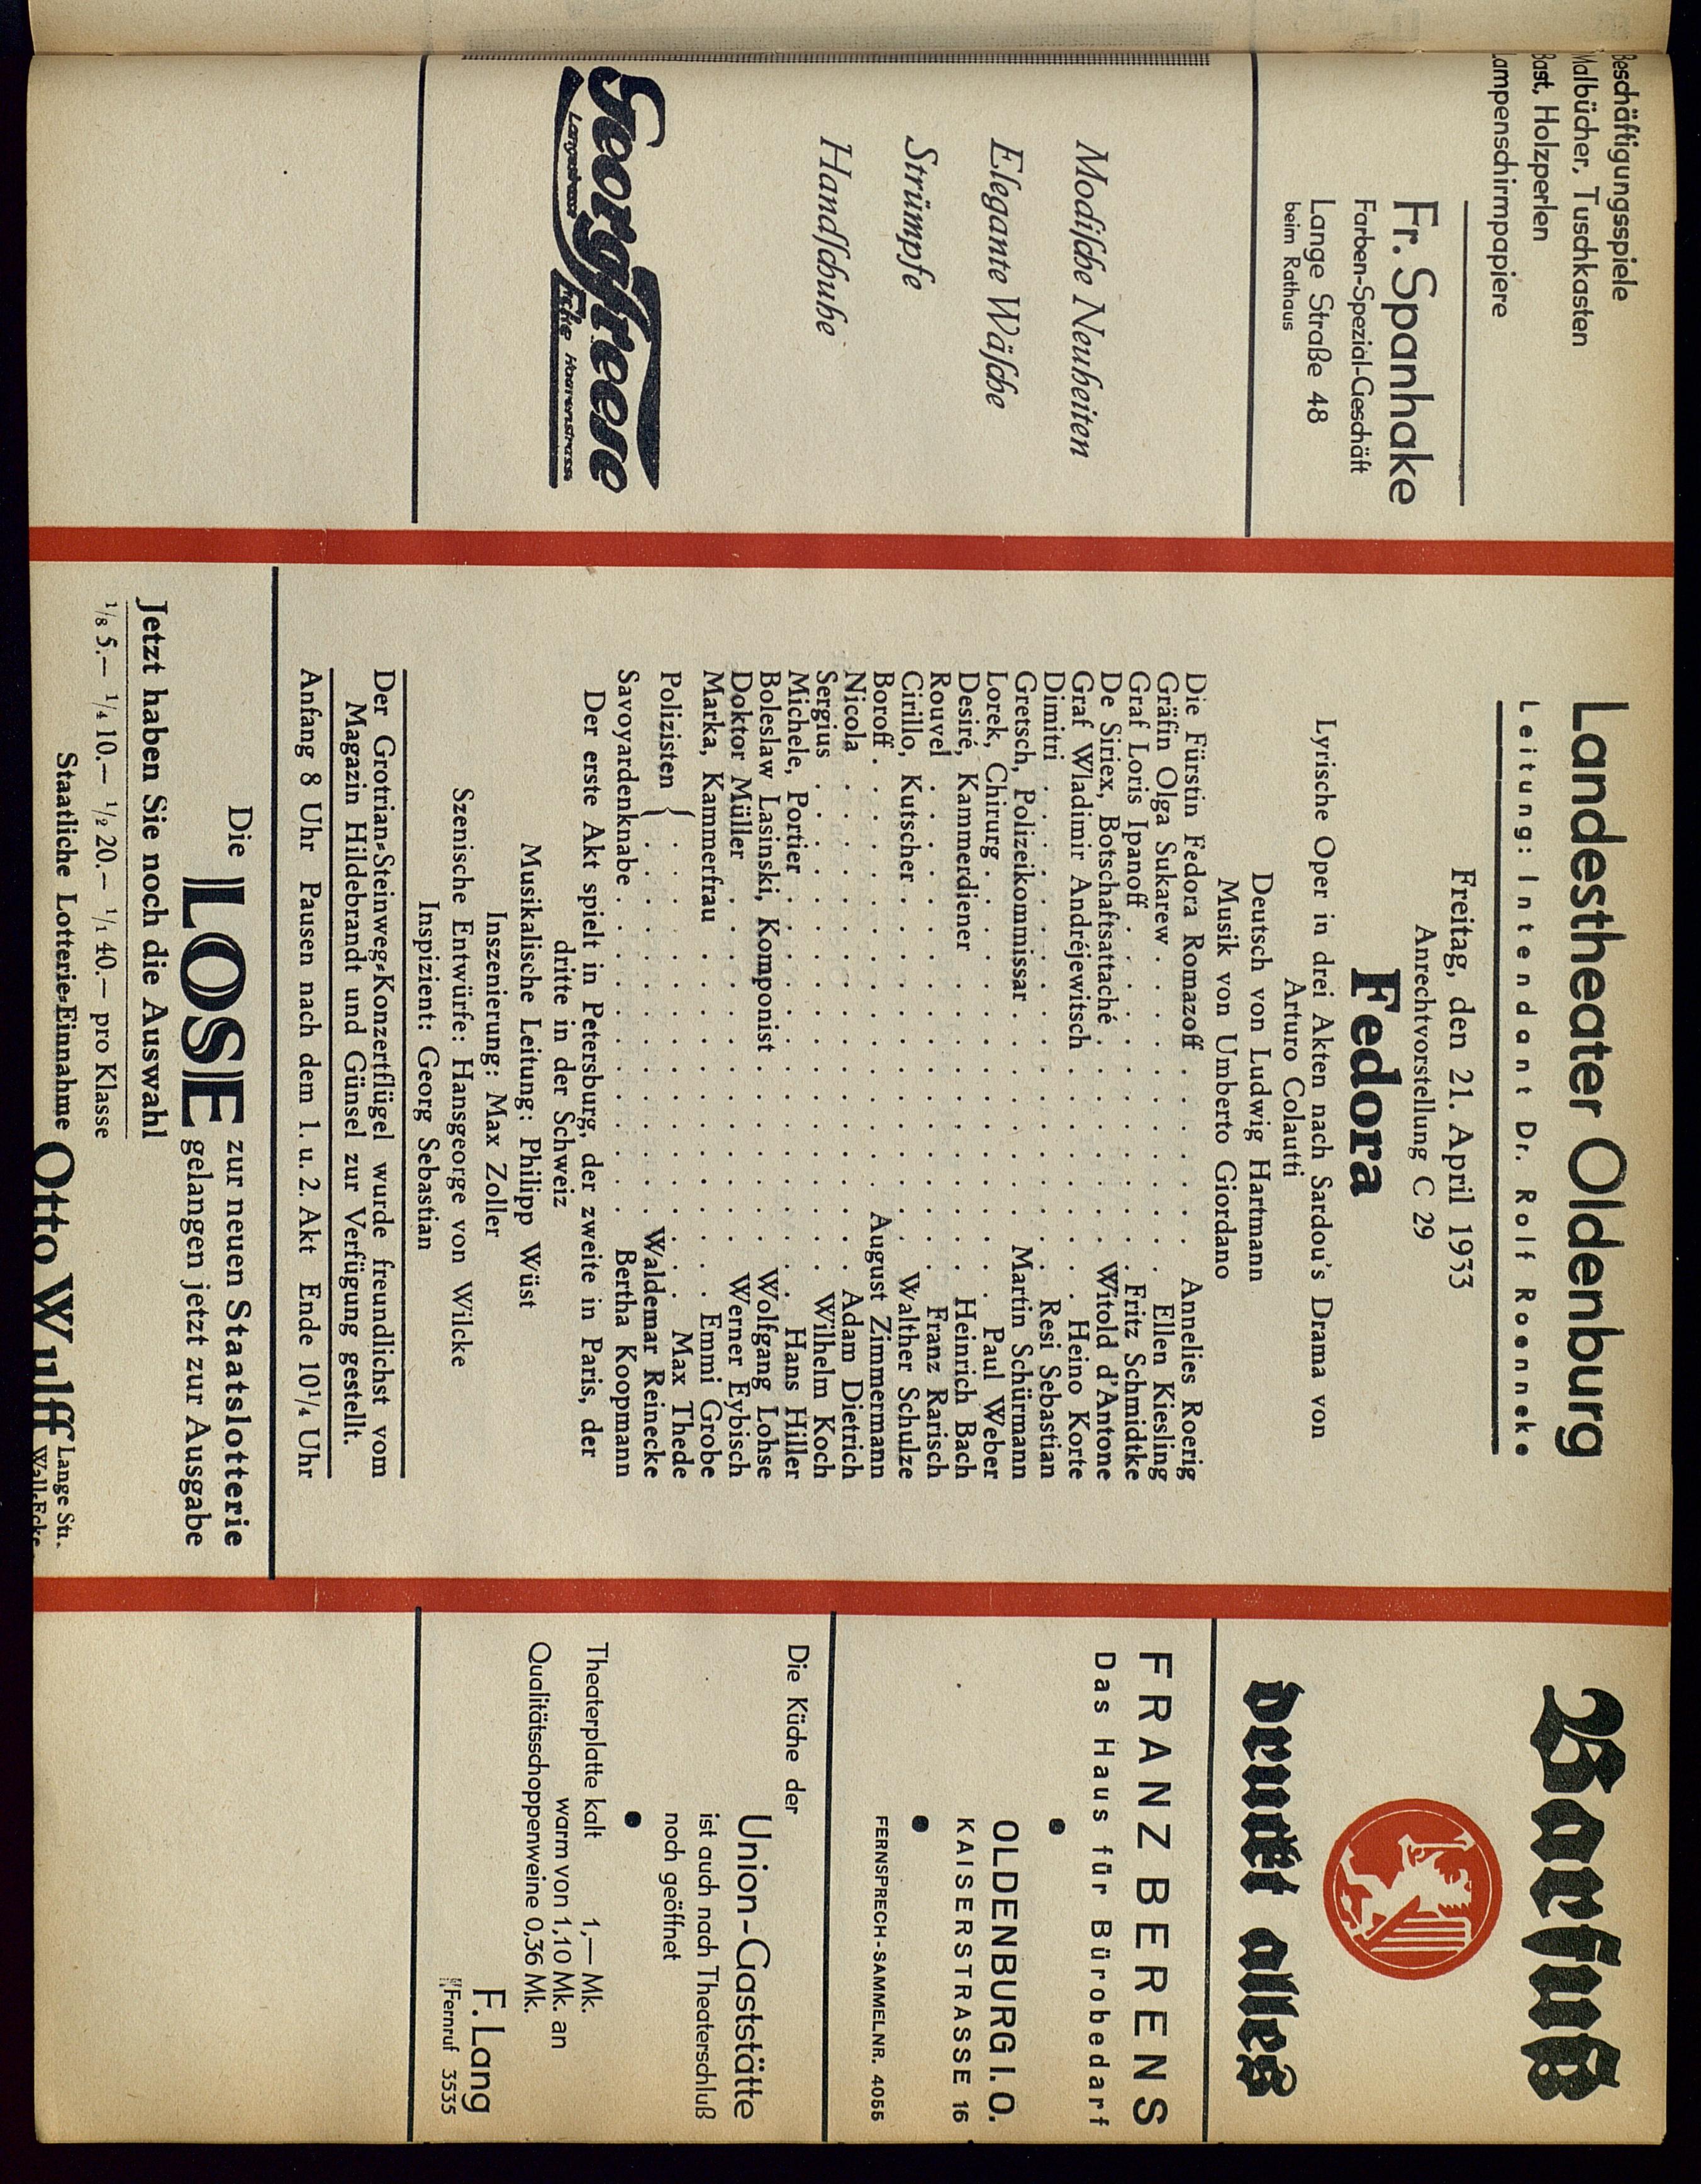 Beschäftigungsspiele
Malbücher, Tuschkasten
Bast, Holzperlen
Lampenschirmpapiere
Fr. Spanhake
Farben-Spezial-Geschäft
Lange Straße 48
beim Rathaus
Modische Neuheiten
Elegante Wäsche
Strümpfe
Handschuhe
Georg Freese
Langestrasse Ecke Haarenstrasse
Landestheater Oldenburg
Leitung: Intendant Dr. Rolf Roenneke
Freitag, den 21. April 1933
Anrechtvorstellung C 29
Fedora
Lyrische Oper in drei Akten nach Sardou's Drama von
Arturo Colautti
Deutsch von Ludwig Hartmann
Musik von Umberto Giordano
Die Fürstin Fedora Romazoff . . . . . . . Annelies Roerig
Gräfin Olga Sukarew . . . . . . . . . . Ellen Kiesling
Graf Loris Ipanoff . . . . . . . . . . . Fritz Schmidtke
De Siriex, Botschaftsattaché . . . . . . . Witold d'Antone
Graf Wladimir Andréjewitsch . . . . . . . Heino Korte
Dimitri . . . . . . . . . . . . . . Resi Sebastian
Gretsch, Polizeikommissar . . . . . . . . Martin Schürmann
Lorek, Chirurg . . . . . . . . . . . . Paul Weber
Desiré, Kammerdiener . . . . . . . . . . Heinrich Bach
Rouvel . . . . . . . . . . . . . . Franz Rarisch
Cirillo, Kutscher . . . . . . . . . . . Walther Schulze
Boroff . . . . . . . . . . . . . . August Zimmermann
Nicola . . . . . . . . . . . . . . Adam Dietrich
Sergius . . . . . . . . . . . . . . Wilhelm Koch
Michele, Portier . . . . . . . . . . . . Hans Hiller
Boleslaw Lasinski, Komponist . . . . . . . Wolfgang Lohse
Doktor Müller . . . . . . . . . . . . Werner Eybisch
Marka, Kammerfrau . . . . . . . . . . Emmi Grobe
Polizisten { . . . . . . . . . . . . . Max Thede
. . . . . . . . . . . . . Waldemar Reinecke
Savoyardenknabe . . . . . . . . . . . Bertha Koopmann
Der erste Akt spielt in Petersburg, der zweite in Paris, der
dritte in der Schweiz
Musikalische Leitung: Philipp Wüst
Inszenierung: Max Zoller
Szenische Entwürfe: Hansgeorge von Wilcke
Inspizient: Georg Sebastian
Der Grotrian-Steinweg-Konzertflügel wurde freundlichst vom
Magazin Hildebrandt und Günsel zur Verfügung gestellt.
Anfang 8 Uhr Pausen nach dem 1. u. 2. Akt Ende 10¼ Uhr
Die LOSE zur neuen Staatslotterie
gelangen jetzt zur Ausgabe
Jetzt haben Sie noch die Auswahl
⅛ 5.— ¼ 10.— ½ 20.— 1/1 40.— pro Klasse
Staatliche Lotterie-Einnahme Otto Wulff Lange Str.
Wall-Ecke
Barfuß
druckt alles
FRANZ BERENS
Das Haus für Bürobedarf
OLDENBURG I. O.
KAISERSTRASSE 16
FERNSPRECH-SAMMELNR. 4055
Die Küche der
Union-Gaststätte
ist auch nach Theaterschluß
noch geöffnet
Theaterplatte kalt 1,— Mk.
warm von 1,10 Mk. an
Qualitätsschoppenweine 0,36 Mk.
F. Lang
Fernruf 3535